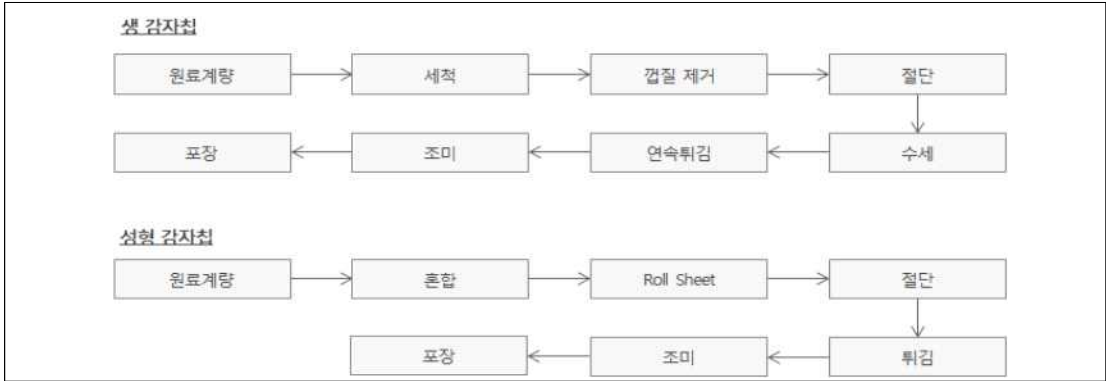 생 감자칩
원료계량 세척 껍질 제거 절단
포장 조미 연속튀김 수세
성형 감자칩
원료계량 혼합 Roll Sheet 절단
포장 조미 튀김